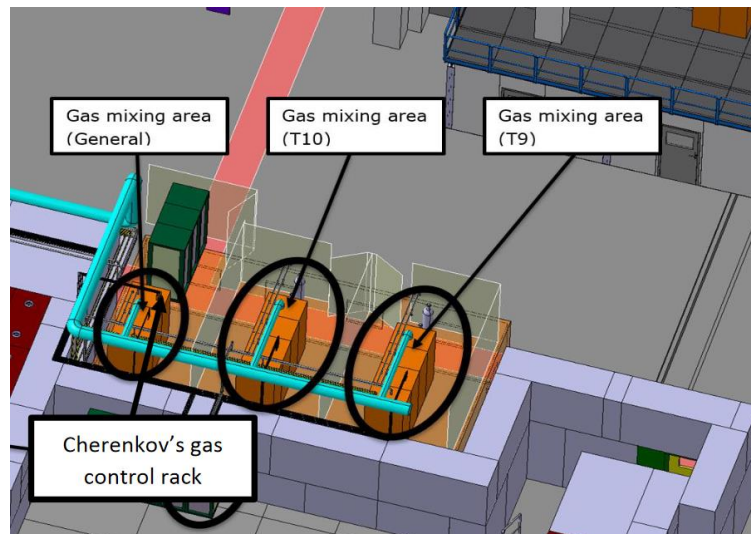 Gas mixing area
(General)
Gas mixing area
(T10)
Gas mixing area
(T9)
Cherenkov’s gas
control rack